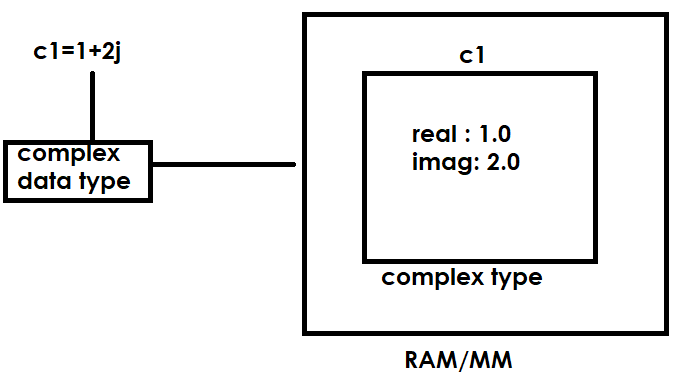 c1=1+2j
complex
data type
c1
real : 1.0
imag: 2.0
complex type
RAM/MM